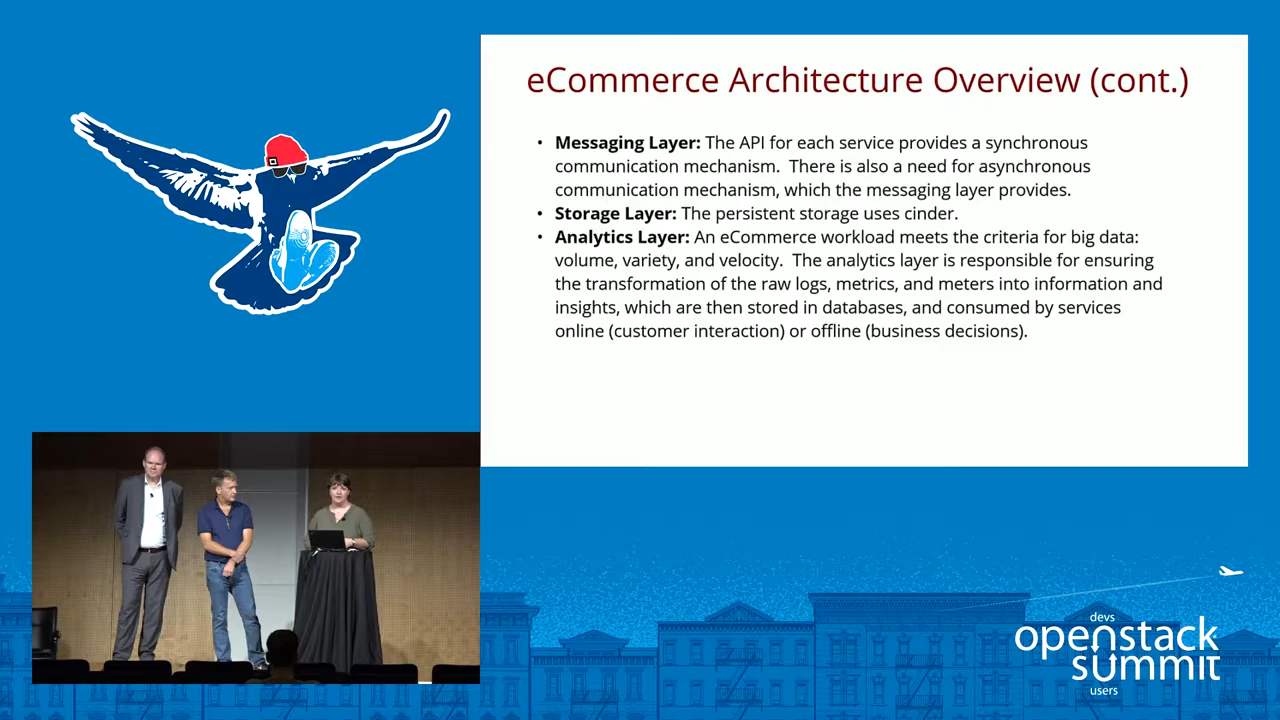 eCommerce Architecture Overview (cont.)
• Messaging Layer: The API for each service provides a synchronous
communication mechanism.  There is also a need for asynchronous
communication mechanism, which the messaging layer provides.
• Storage Layer: The persistent storage uses cinder.
• Analytics Layer: An eCommerce workload meets the criteria for big data:
volume, variety, and velocity.  The analytics layer is responsible for ensuring
the transformation of the raw logs, metrics, and meters into information and
insights, which are then stored in databases, and consumed by services
online (customer interaction) or offline (business decisions).
devs
openstack
summit
users